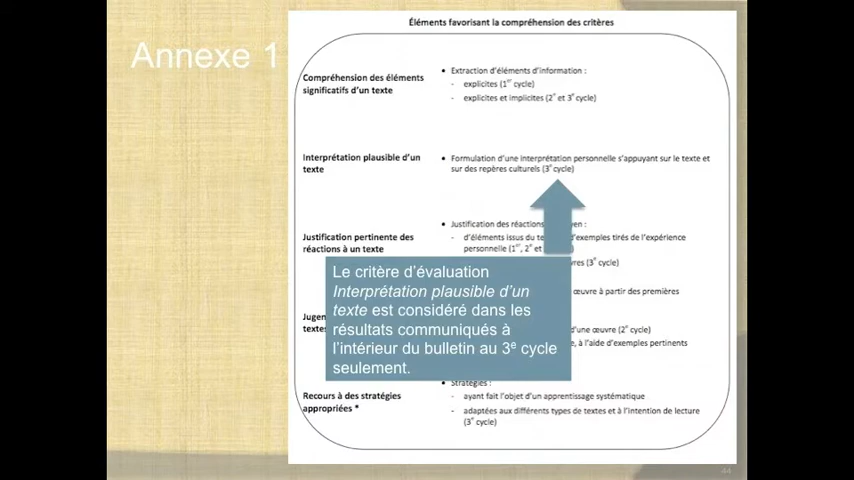 Annexe 1
Éléments favorisant la compréhension des critères
Compréhension des éléments
significatifs d'un texte
• Extraction d'éléments d'information :
- explicites (1er cycle)
- explicites et implicites (2e et 3e cycle)
Interprétation plausible d'un
texte
• Formulation d'une interprétation personnelle s'appuyant sur le texte et
sur des repères culturels (3e cycle)
Justification pertinente des
réactions à un texte
• Justification des réactions
- d'éléments issus du
d'exemples tirés de l'expérience
personnelle (1er, 2e et
(3e cycle)
œuvre à partir des premières
d'une œuvre (2e cycle)
à l'aide d'exemples pertinents
Le critère d'évaluation
Interprétation plausible d'un
texte est considéré dans les
résultats communiqués à
l'intérieur du bulletin au 3e cycle
seulement.
Recours à des stratégies
appropriées *
• Stratégies :
- ayant fait l'objet d'un apprentissage systématique
- adaptées aux différents types de textes et à l'intention de lecture
(3e cycle)
44